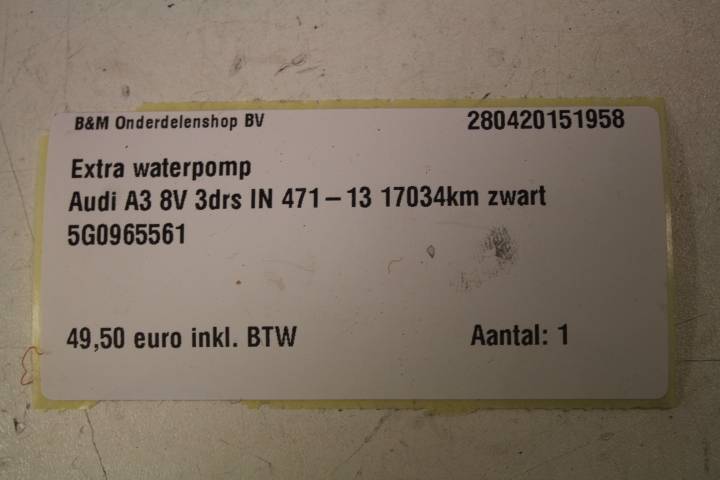 B&M Onderdelenshop BV 280420151958
Extra waterpomp
Audi A3 8V 3drs IN 471-13 17034km zwart
5G0965561
49,50 euro inkl. BTW Aantal: 1